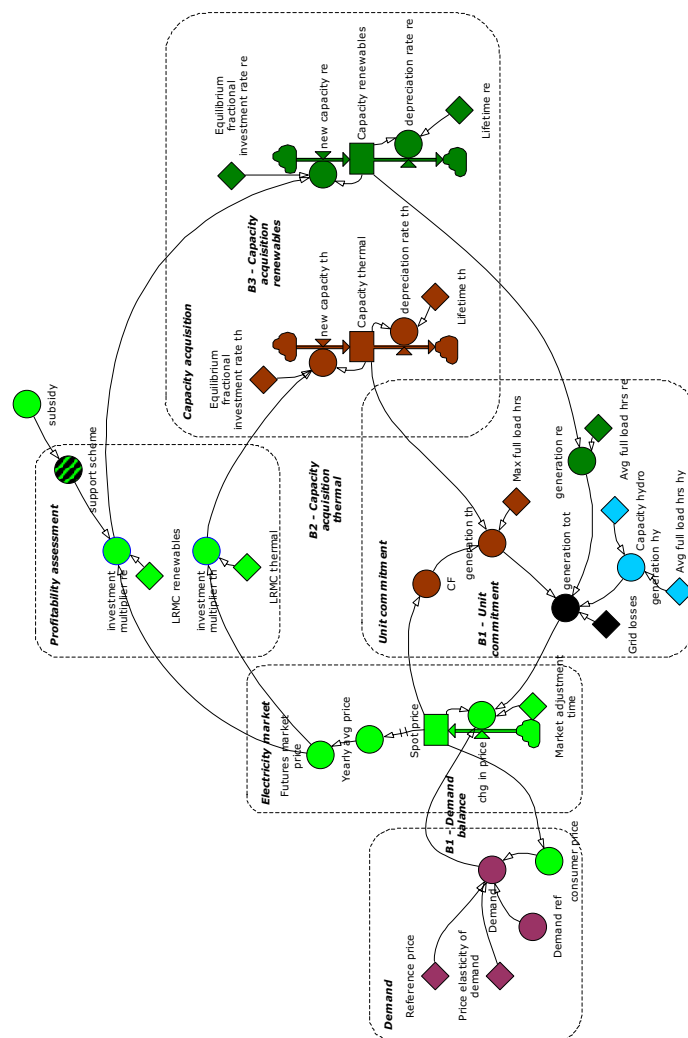 Demand
Reference price
Price elasticity of
demand
Demand
Demand ref
consumer price
B1 - Demand
balance
Electricity market
Futures market
price
Yearly avg price
Spot price
chg in price
Market adjustment
time
Profitability assessment
subsidy
support scheme
investment
multiplier re
LRMC renewables
investment
multiplier th
LRMC thermal
B2 - Capacity
acquisition
thermal
Unit commitment
CF
generation th
Max full load hrs
B1 - Unit
commitment
generation tot
Grid losses
generation re
Avg full load hrs re
Capacity hydro
generation hy
Avg full load hrs hy
Capacity acquisition
Equilibrium
fractional
investment rate th
new capacity th
Capacity thermal
depreciation rate th
Lifetime th
B3 - Capacity
acquisition
renewables
Equilibrium
fractional
investment rate re
new capacity re
Capacity renewables
depreciation rate re
Lifetime re